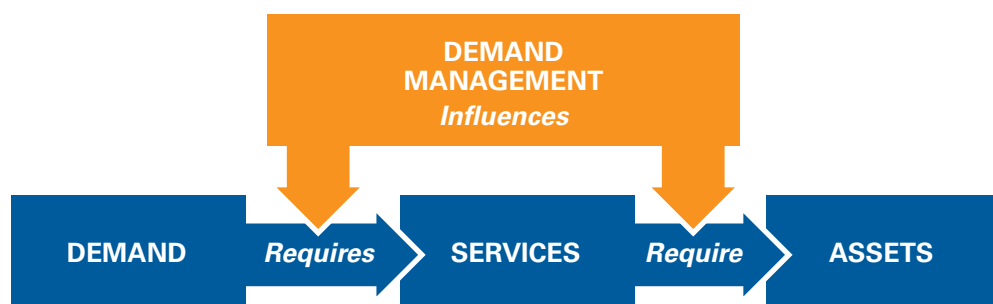 DEMAND
MANAGEMENT
Influences
DEMAND
Requires
SERVICES
Require
ASSETS